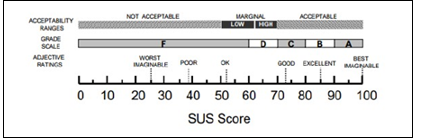 NOT ACCEPTABLE MARGINAL ACCEPTABLE
ACCEPTABILITY
RANGES
LOW HIGH
GRADE
SCALE
F D C B A
ADJECTIVE
RATINGS
WORST
IMAGINABLE POOR OK GOOD EXCELLENT BEST
IMAGINABLE
0 10 20 30 40 50 60 70 80 90 100
SUS Score